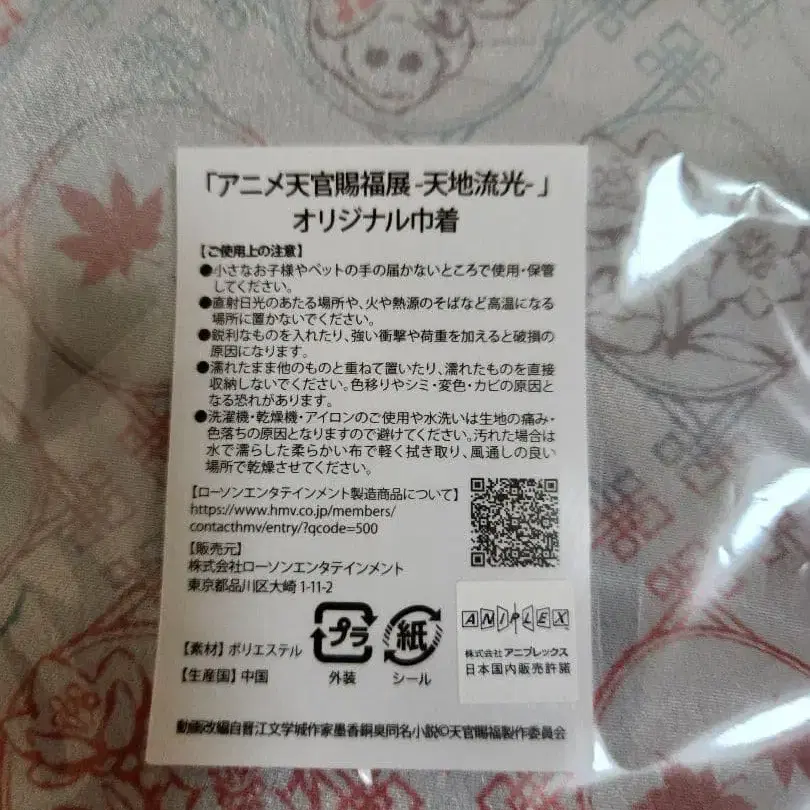 「アニメ天官賜福展 -天地流光- 」
オリジナル巾着
【ご使用上の注意】
●小さなお子様やペットの手の届かないところで使用・保管
してください。
●直射日光のあたる場所や、火や熱源のそばなど高温になる
場所に置かないでください。
●鋭利なものを入れたり、強い衝撃や荷重を加えると破損の
原因になります。
●濡れたまま他のものと重ねて置いたり、濡れたものを直接
収納しないでください。色移りやシミ・変色・カビの原因と
なる恐れがあります。
●洗濯機・乾燥機・アイロンのご使用や水洗いは生地の痛み・
色落ちの原因となりますので避けてください。汚れた場合は
水で濡らした柔らかい布で軽く拭き取り、風通しの良い
場所で乾燥させてください。
【ローソンエンタテインメント製造商品について】
https://www.hmv.co.jp/members/
contacthmv/entry/?qcode=500
【販売元】
株式会社ローソンエンタテインメント
東京都品川区大崎 1-11-2
【素材】ポリエステル
【生産国】中国
プラ
外装
紙
シール
ANIPLEX
株式会社 アニプレックス
日本国内販売許諾
動画改編自晋江文学城作家墨香銅臭同名小説©天官賜福製作委員会